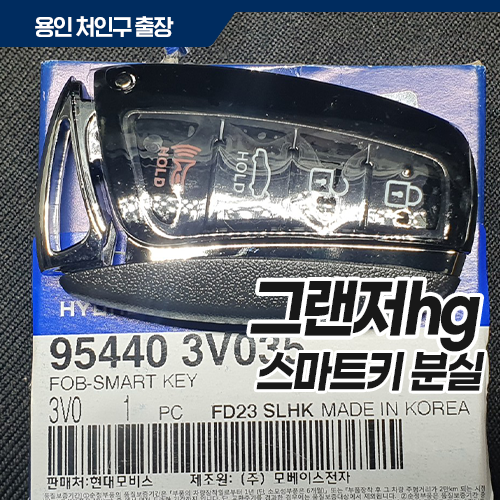 용인 처인구 출장
HOLD
HOLD
그랜저hg
스마트키 분실
95440 3V035
FOB-SMART KEY
3V0 1 PC FD23 SLHK MADE IN KOREA
판매처:현대모비스 제조원: (주) 모베이스전자